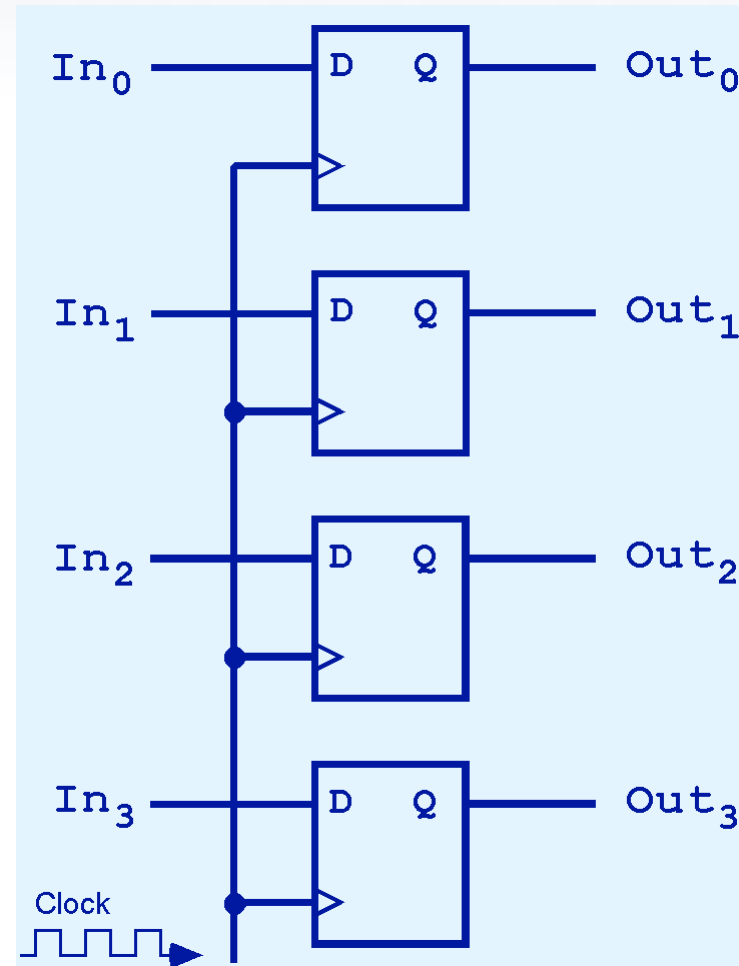 In0 D Q Out0
In1 D Q Out1
In2 D Q Out2
In3 D Q Out3
Clock